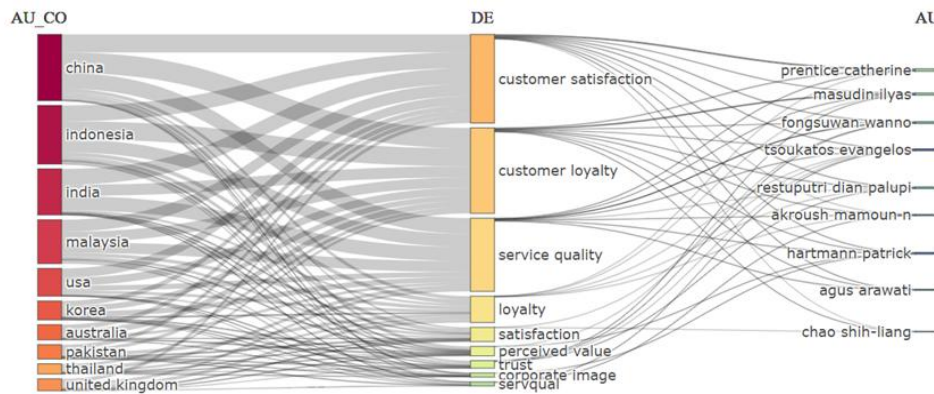 AU_CO
DE
AU
china
indonesia
india
malaysia
usa
korea
australia
pakistan
thailand
united kingdom
customer satisfaction
customer loyalty
service quality
loyalty
satisfaction
perceived value
trust
corporate image
servqual
prentice catherine
masudin ilyas
fongsuwan wanno
tsoukatos evangelos
restuputri dian palupi
akroush mamoun-n
hartmann patrick
agus arawati
chao shih-liang